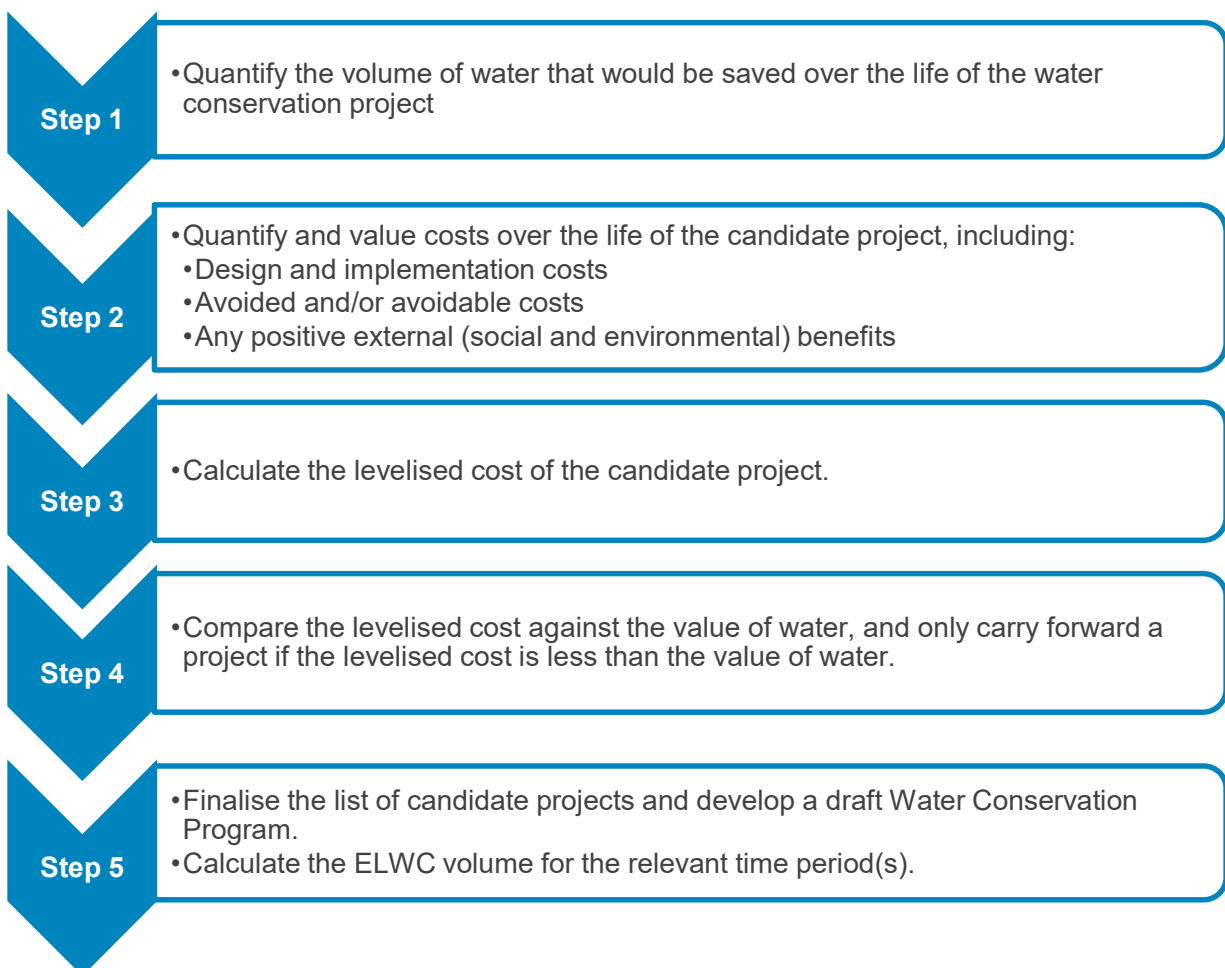 Step 1
•Quantify the volume of water that would be saved over the life of the water
conservation project
Step 2
•Quantify and value costs over the life of the candidate project, including:
•Design and implementation costs
•Avoided and/or avoidable costs
•Any positive external (social and environmental) benefits
Step 3
•Calculate the levelised cost of the candidate project.
Step 4
•Compare the levelised cost against the value of water, and only carry forward a
project if the levelised cost is less than the value of water.
Step 5
•Finalise the list of candidate projects and develop a draft Water Conservation
Program.
•Calculate the ELWC volume for the relevant time period(s).